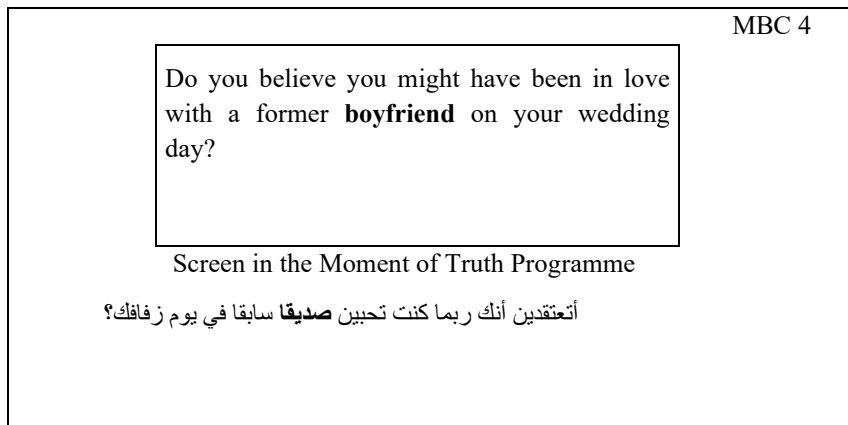 MBC 4
Do you believe you might have been in love
with a former boyfriend on your wedding
day?
Screen in the Moment of Truth Programme
أتعتقدين أنك ربما كنت تحبين صديقا سابقا في يوم زفافك؟